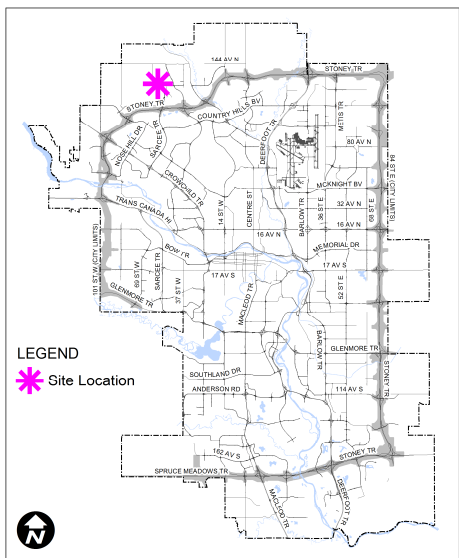 144 AV N
STONEY TR
STONEY TR
COUNTRY HILLS BV
METIS TR
DEERFOOT TR
SARCEE TR
NOSEHILL DR
80 AV N
84 ST E (CITY LIMITS)
CROWCHILD TR
MCKNIGHT BV
TRANS CANADA HI
14 ST W
CENTRE ST
BARLOW TR
36 ST E
32 AV N
68 ST E
16 AV N
16 AV N
101 ST W (CITY LIMITS)
BOW TR
MEMORIAL DR
69 ST W
SARCEE TR
37 ST W
17 AV S
17 AV S
52 ST E
GLENMORE TR
MACLEOD TR
BARLOW TR
GLENMORE TR
LEGEND
Site Location
SOUTHLAND DR
STONEY TR
ANDERSON RD
114 AV S
162 AV S
STONEY TR
SPRUCE MEADOWS TR
MACLEOD TR
DEERFOOT TR
N